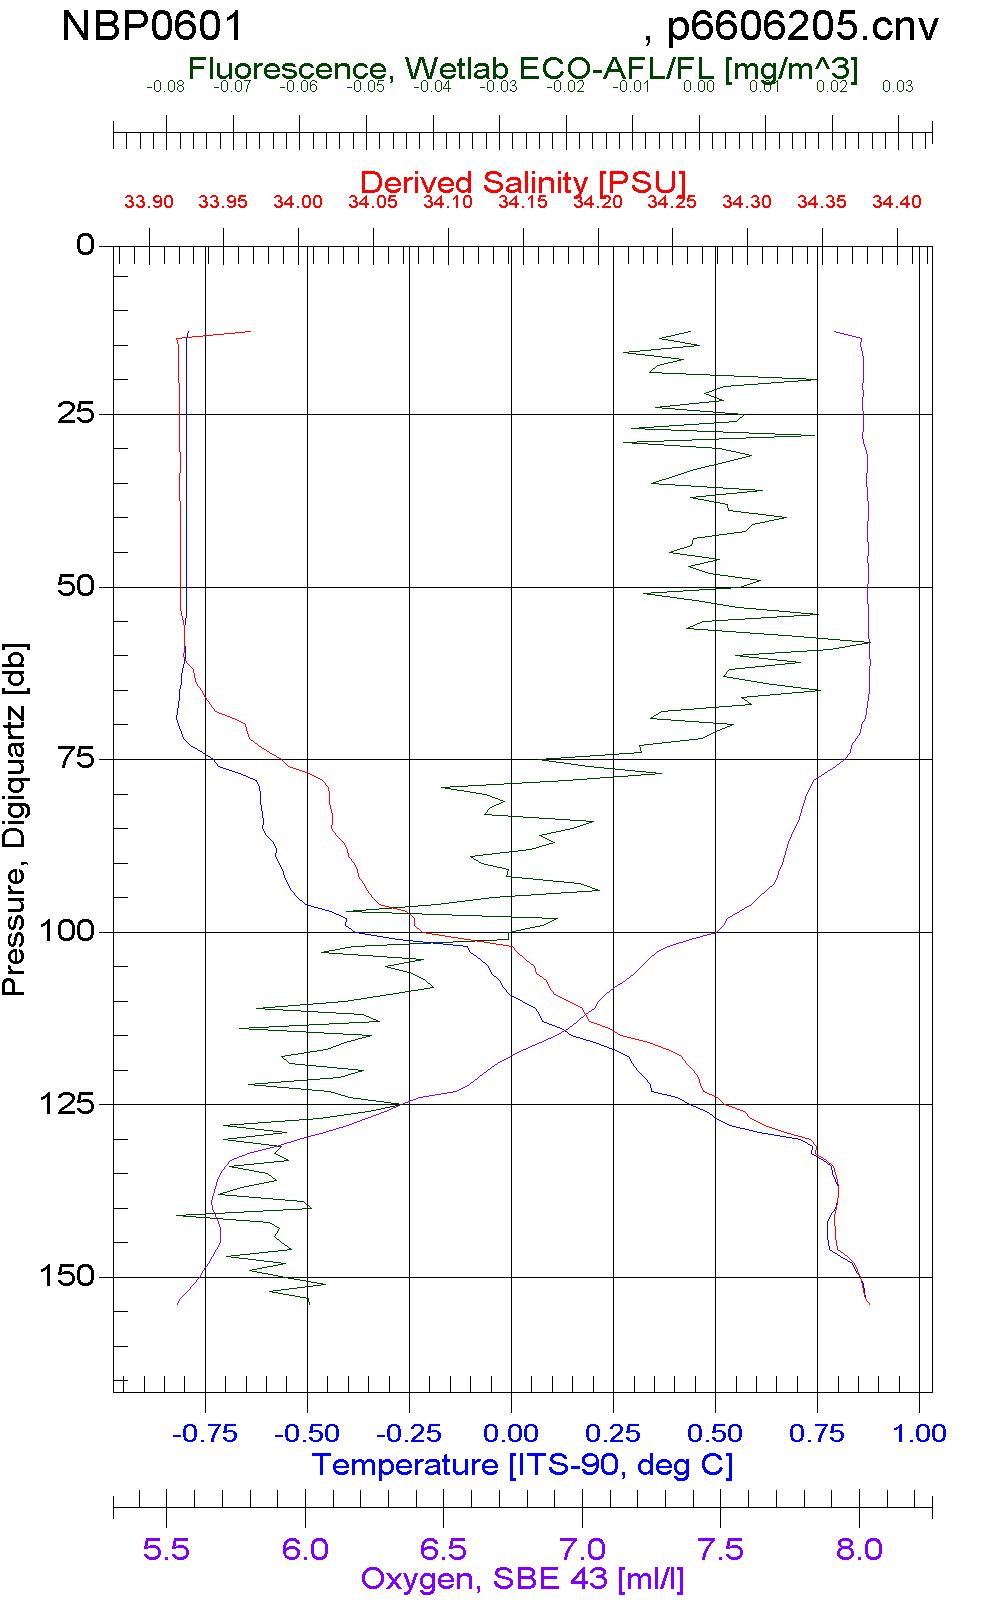 NBP0601 , p6606205.cnv
Fluorescence, Wetlab ECO-AFL/FL [mg/m^3]
-0.08 -0.07 -0.06 -0.05 -0.04 -0.03 -0.02 -0.01 0.00 0.01 0.02 0.03
Derived Salinity [PSU]
33.90 33.95 34.00 34.05 34.10 34.15 34.20 34.25 34.30 34.35 34.40
0
25
50
75
100
125
150
Pressure, Digiquartz [db]
-0.75 -0.50 -0.25 0.00 0.25 0.50 0.75 1.00
Temperature [ITS-90, deg C]
5.5 6.0 6.5 7.0 7.5 8.0
Oxygen, SBE 43 [ml/l]